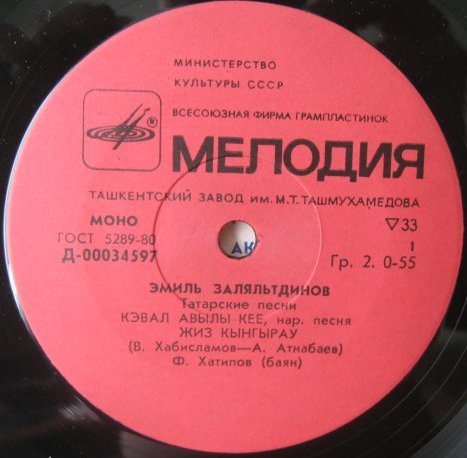 МИНИСТЕРСТВО
КУЛЬТУРЫ СССР
ВСЕСОЮЗНАЯ ФИРМА ГРАМПЛАСТИНОК
®
МЕЛОДИЯ
ТАШКЕНТСКИЙ ЗАВОД ИМ. М.Т. ТАШМУХАМЕДОВА
МОНО
ГОСТ 5289-80
Д-00034597
АК
▽33
1
Гр. 2. 0-55
ЭМИЛЬ ЗАЛЯЛЬТДИНОВ
Татарские песни
КЭВАЛ АВЫЛЫ КЕЕ, нар. песня
ЖИЗ КЫНГЫРАУ
(В. Хабисламов—А. Атнабаев)
Ф. Хатипов (баян)